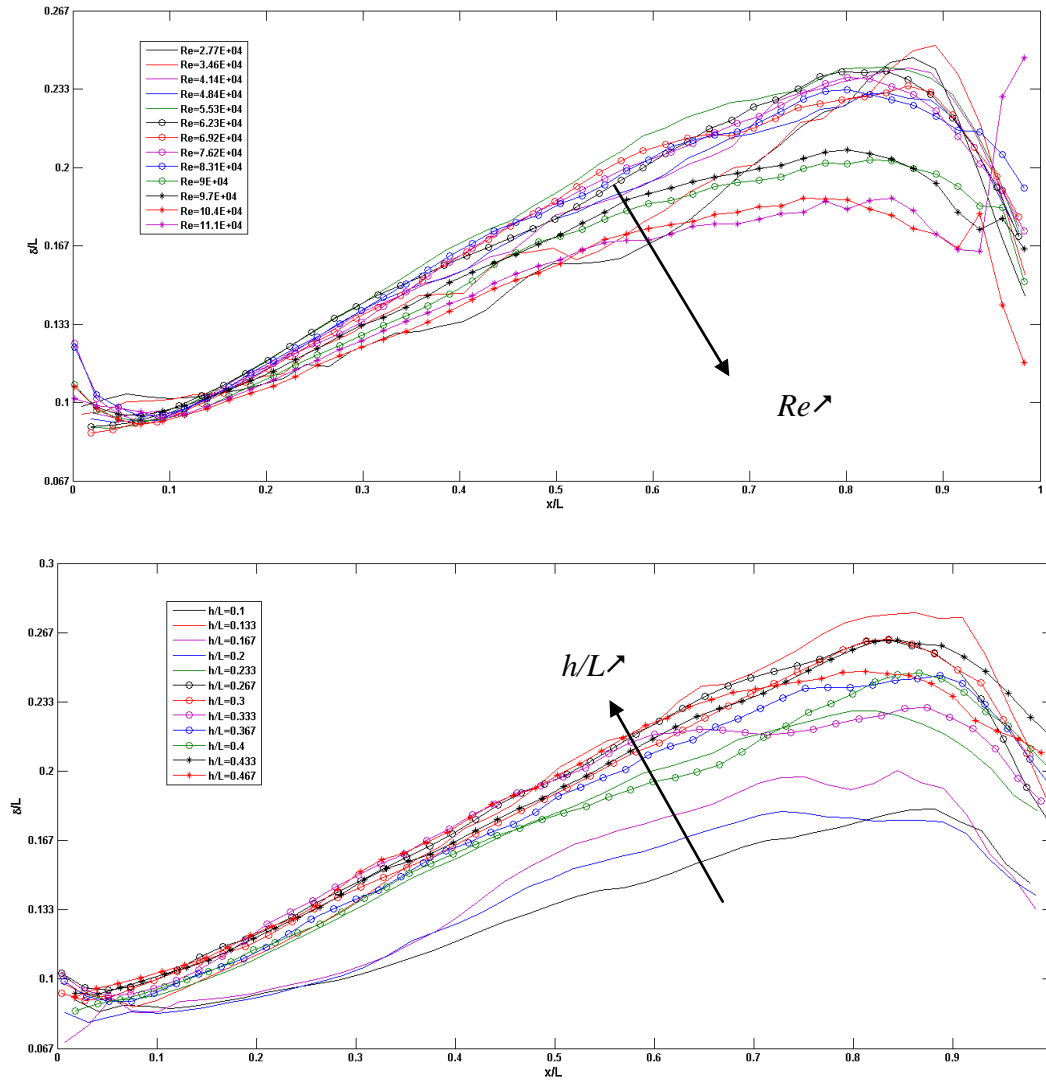 0.267
0.233
0.2
0.167
0.133
0.1
0.067
δ/L
Re=2.77E+04
Re=3.46E+04
Re=4.14E+04
Re=4.84E+04
Re=5.53E+04
Re=6.23E+04
Re=6.92E+04
Re=7.62E+04
Re=8.31E+04
Re=9E+04
Re=9.7E+04
Re=10.4E+04
Re=11.1E+04
Re↗
0 0.1 0.2 0.3 0.4 0.5 0.6 0.7 0.8 0.9 1
x/L
0.3
0.267
0.233
0.2
0.167
0.133
0.1
0.067
δ/L
h/L=0.1
h/L=0.133
h/L=0.167
h/L=0.2
h/L=0.233
h/L=0.267
h/L=0.3
h/L=0.333
h/L=0.367
h/L=0.4
h/L=0.433
h/L=0.467
h/L↗
0 0.1 0.2 0.3 0.4 0.5 0.6 0.7 0.8 0.9
x/L